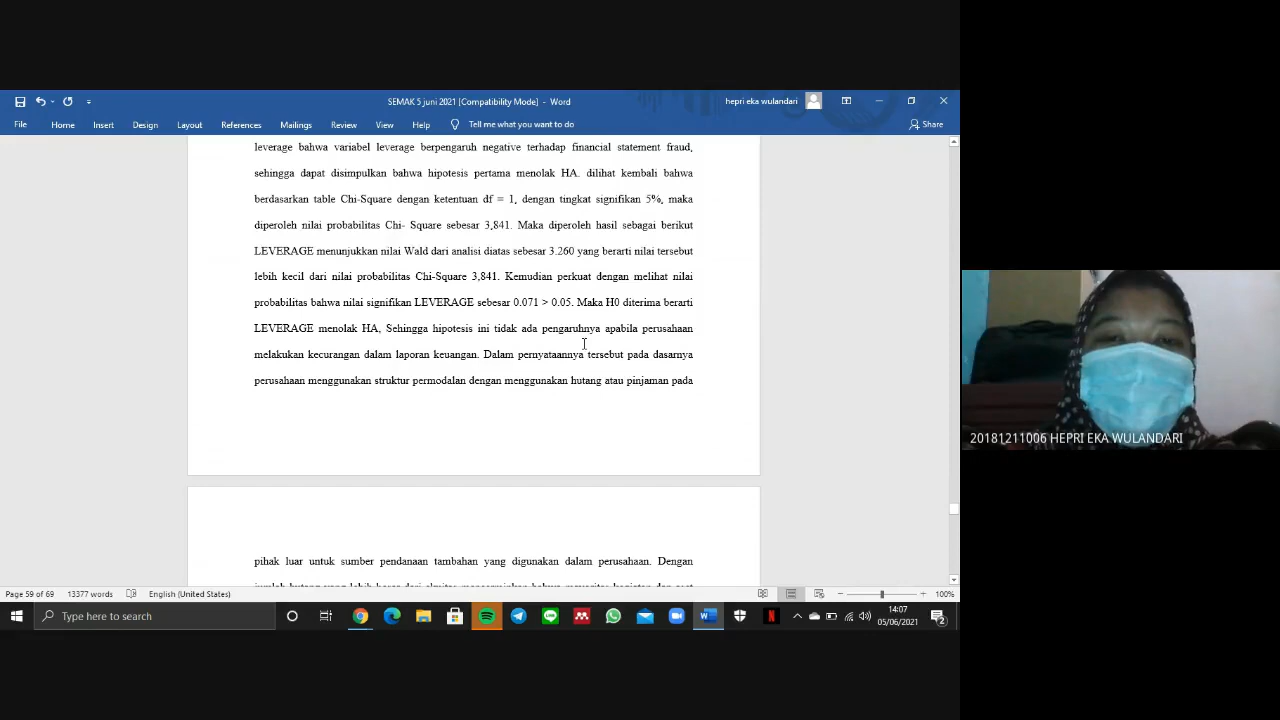 SEMAK 5 juni 2021 [Compatibility Mode] - Word
hepri eka wulandari
File Home Insert Design Layout References Mailings Review View Help Tell me what you want to do Share
leverage bahwa variabel leverage berpengaruh negative terhadap financial statement fraud,
sehingga dapat disimpulkan bahwa hipotesis pertama menolak HA. dilihat kembali bahwa
berdasarkan table Chi-Square dengan ketentuan df = 1, dengan tingkat signifikan 5%, maka
diperoleh nilai probabilitas Chi- Square sebesar 3,841. Maka diperoleh hasil sebagai berikut
LEVERAGE menunjukkan nilai Wald dari analisi diatas sebesar 3.260 yang berarti nilai tersebut
lebih kecil dari nilai probabilitas Chi-Square 3,841. Kemudian perkuat dengan melihat nilai
probabilitas bahwa nilai signifikan LEVERAGE sebesar 0.071 > 0.05. Maka H0 diterima berarti
LEVERAGE menolak HA, Sehingga hipotesis ini tidak ada pengaruhnya apabila perusahaan
melakukan kecurangan dalam laporan keuangan. Dalam pernyataannya tersebut pada dasarnya
perusahaan menggunakan struktur permodalan dengan menggunakan hutang atau pinjaman pada
pihak luar untuk sumber pendanaan tambahan yang digunakan dalam perusahaan. Dengan
20181211006 HEPRI EKA WULANDARI
Page 59 of 69 13377 words English (United States) 100%
Type here to search
14:07
05/06/2021